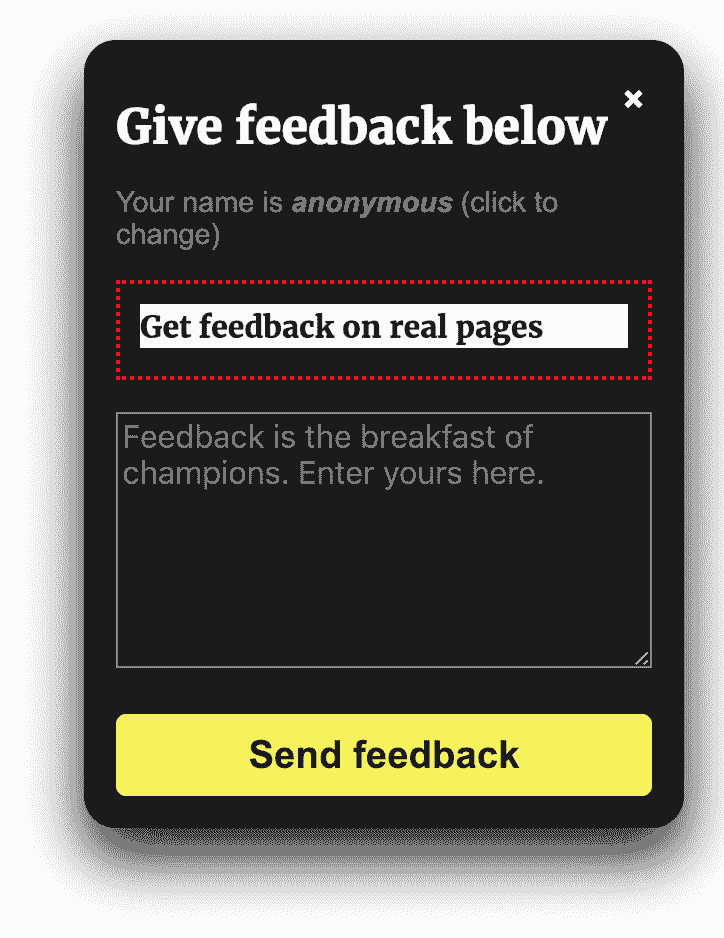 Give feedback below
×
Your name is anonymous (click to
change)
Get feedback on real pages
Feedback is the breakfast of
champions. Enter yours here.
Send feedback